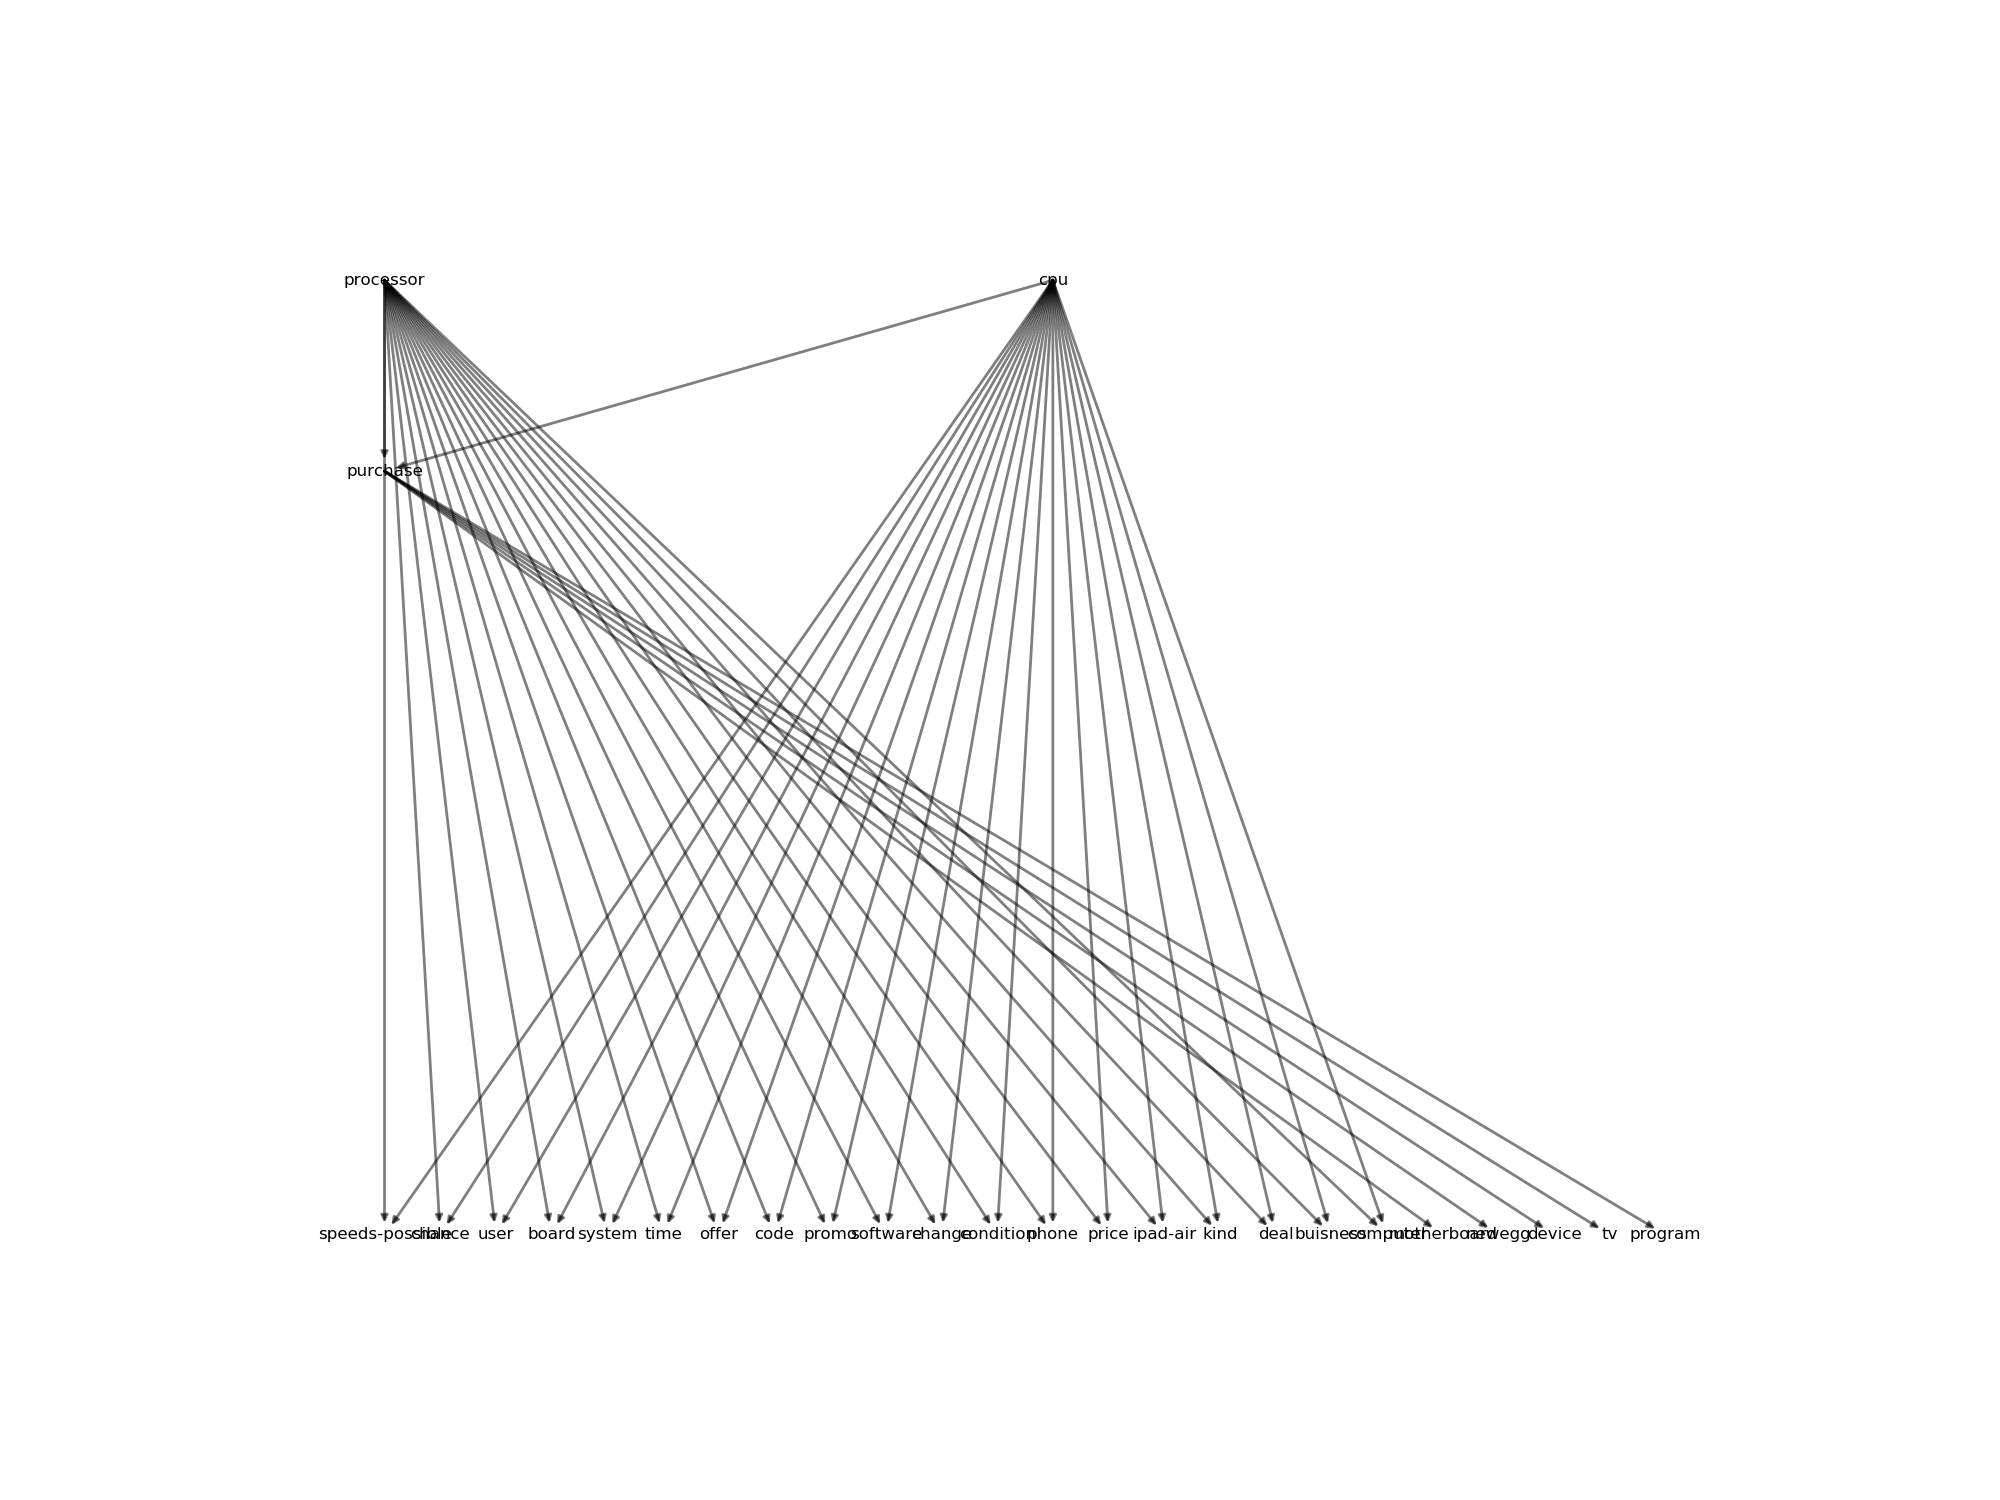 processor cpu
purchase
speeds-possible chance user board system time offer code promo software change condition phone price ipad-air kind deal buisness computer motherboard newegg device tv program